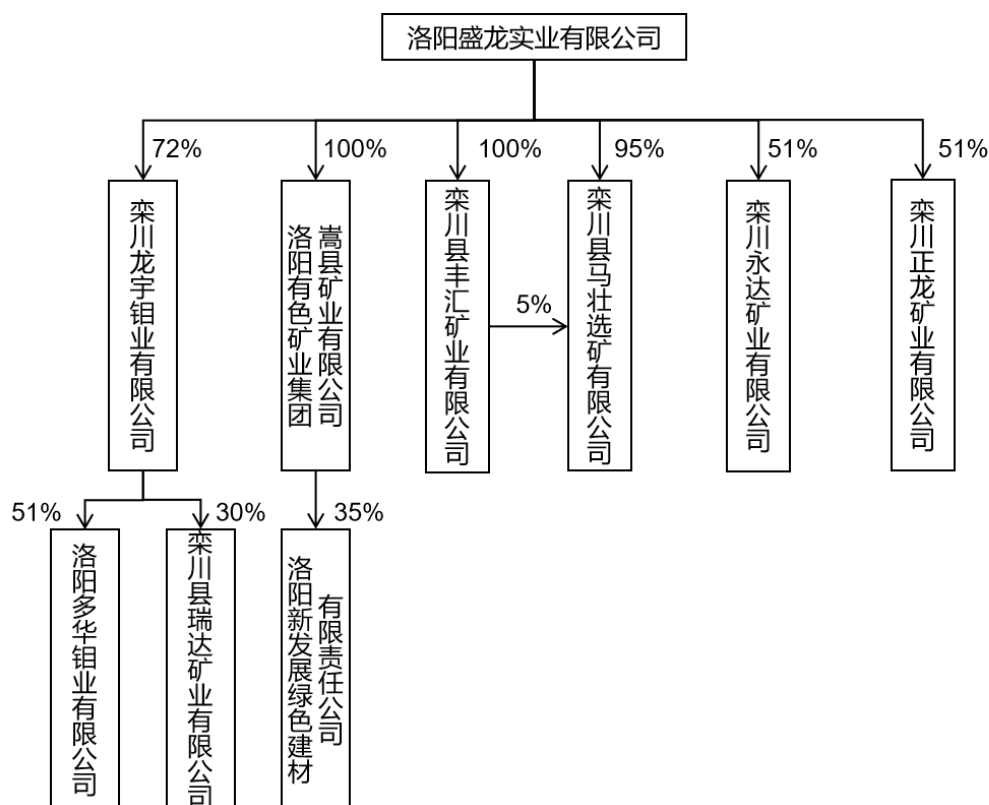 洛阳盛龙实业有限公司
72%
100%
100%
95%
51%
51%
栾川龙宇钼业有限公司
洛阳有色矿业集团
嵩县矿业有限公司
栾川县丰汇矿业有限公司
5%
栾川县马壮选矿有限公司
栾川永达矿业有限公司
栾川正龙矿业有限公司
51%
30%
35%
洛阳多华钼业有限公司
栾川县瑞达矿业有限公司
洛阳新发展绿色建材
有限责任公司